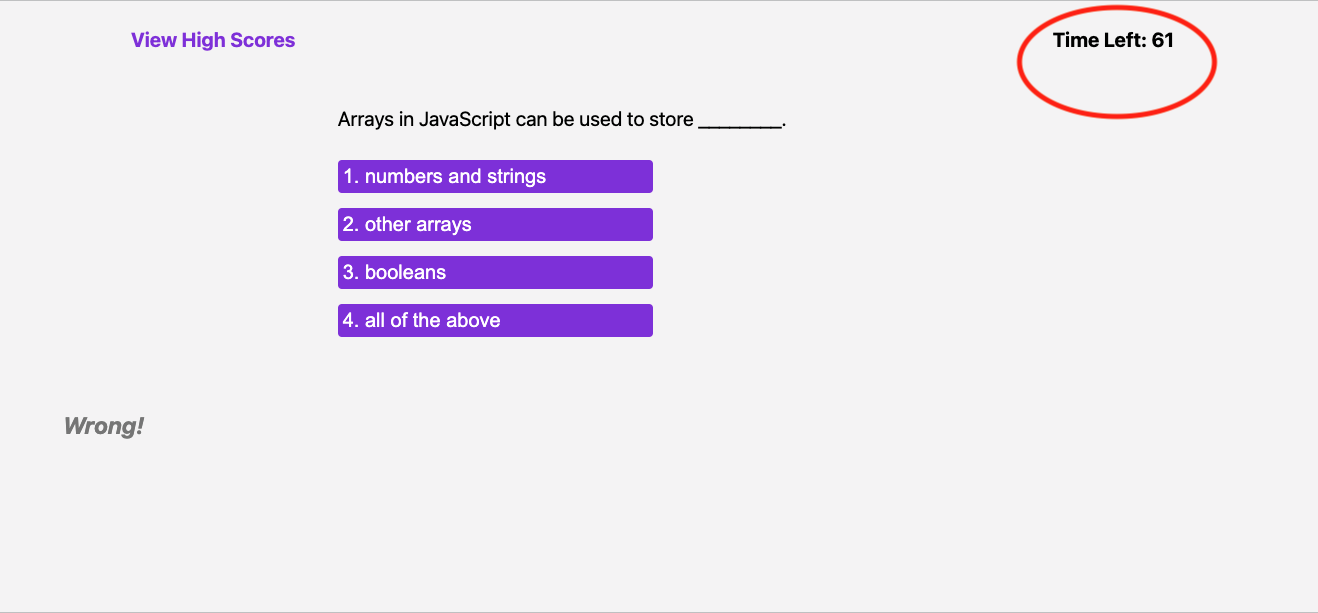 View High Scores
Time Left: 61
Arrays in JavaScript can be used to store ________.
1. numbers and strings
2. other arrays
3. booleans
4. all of the above
Wrong!